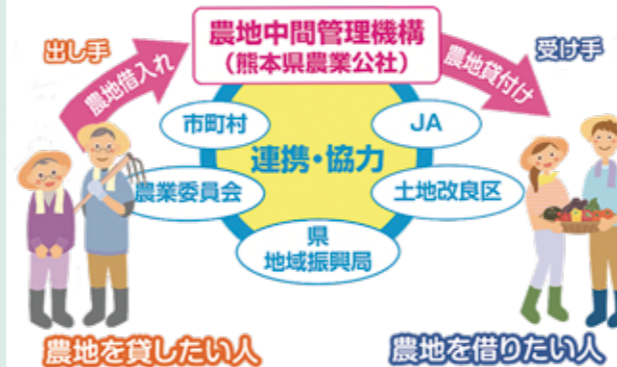 農地中間管理機構
(熊本県農業公社)
出し手
受け手
農地借入れ
農地貸付け
市町村
JA
連携・協力
農業委員会
土地改良区
県
地域振興局
農地を貸したい人
農地を借りたい人